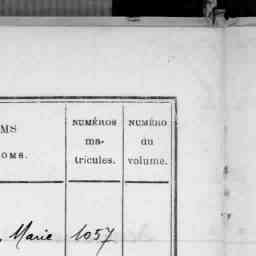 MS
OMS.
NUMÉROS
ma-
tricules.
NUMÉRO
du
volume.
Marie 1057